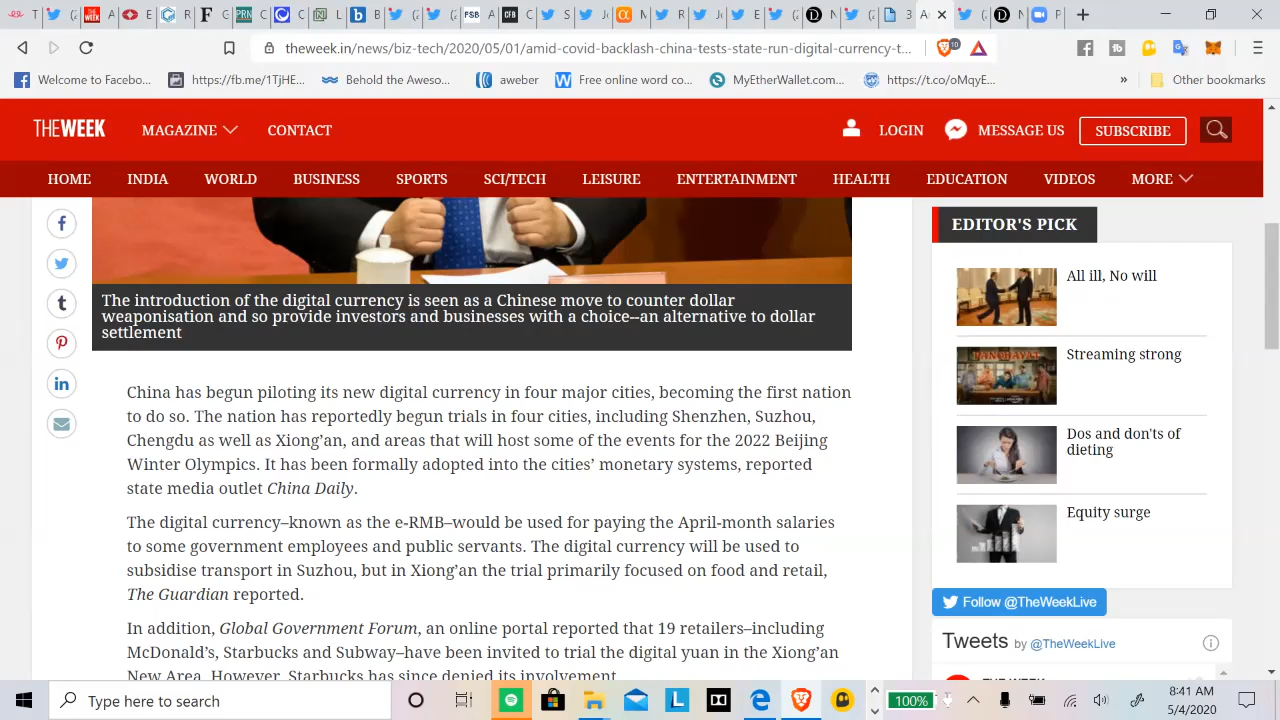 theweek.in/news/biz-tech/2020/05/01/amid-covid-backlash-china-tests-state-run-digital-currency-t...
Welcome to Facebo... https://fb.me/1TjHE... Behold the Aweso... aweber Free online word co... MyEtherWallet.com... https://t.co/oMqyE... » Other bookmarks
THE WEEK MAGAZINE CONTACT LOGIN MESSAGE US SUBSCRIBE
HOME INDIA WORLD BUSINESS SPORTS SCI/TECH LEISURE ENTERTAINMENT HEALTH EDUCATION VIDEOS MORE
The introduction of the digital currency is seen as a Chinese move to counter dollar
weaponisation and so provide investors and businesses with a choice--an alternative to dollar
settlement
China has begun piloting its new digital currency in four major cities, becoming the first nation
to do so. The nation has reportedly begun trials in four cities, including Shenzhen, Suzhou,
Chengdu as well as Xiong’an, and areas that will host some of the events for the 2022 Beijing
Winter Olympics. It has been formally adopted into the cities’ monetary systems, reported
state media outlet China Daily.
The digital currency–known as the e-RMB–would be used for paying the April-month salaries
to some government employees and public servants. The digital currency will be used to
subsidise transport in Suzhou, but in Xiong’an the trial primarily focused on food and retail,
The Guardian reported.
In addition, Global Government Forum, an online portal reported that 19 retailers–including
McDonald’s, Starbucks and Subway–have been invited to trial the digital yuan in the Xiong’an
New Area. However, Starbucks has since denied its involvement.
EDITOR'S PICK
All ill, No will
Streaming strong
Dos and don'ts of
dieting
Equity surge
Follow @TheWeekLive
Tweets by @TheWeekLive
Type here to search
100%
8:41 AM
5/4/2020